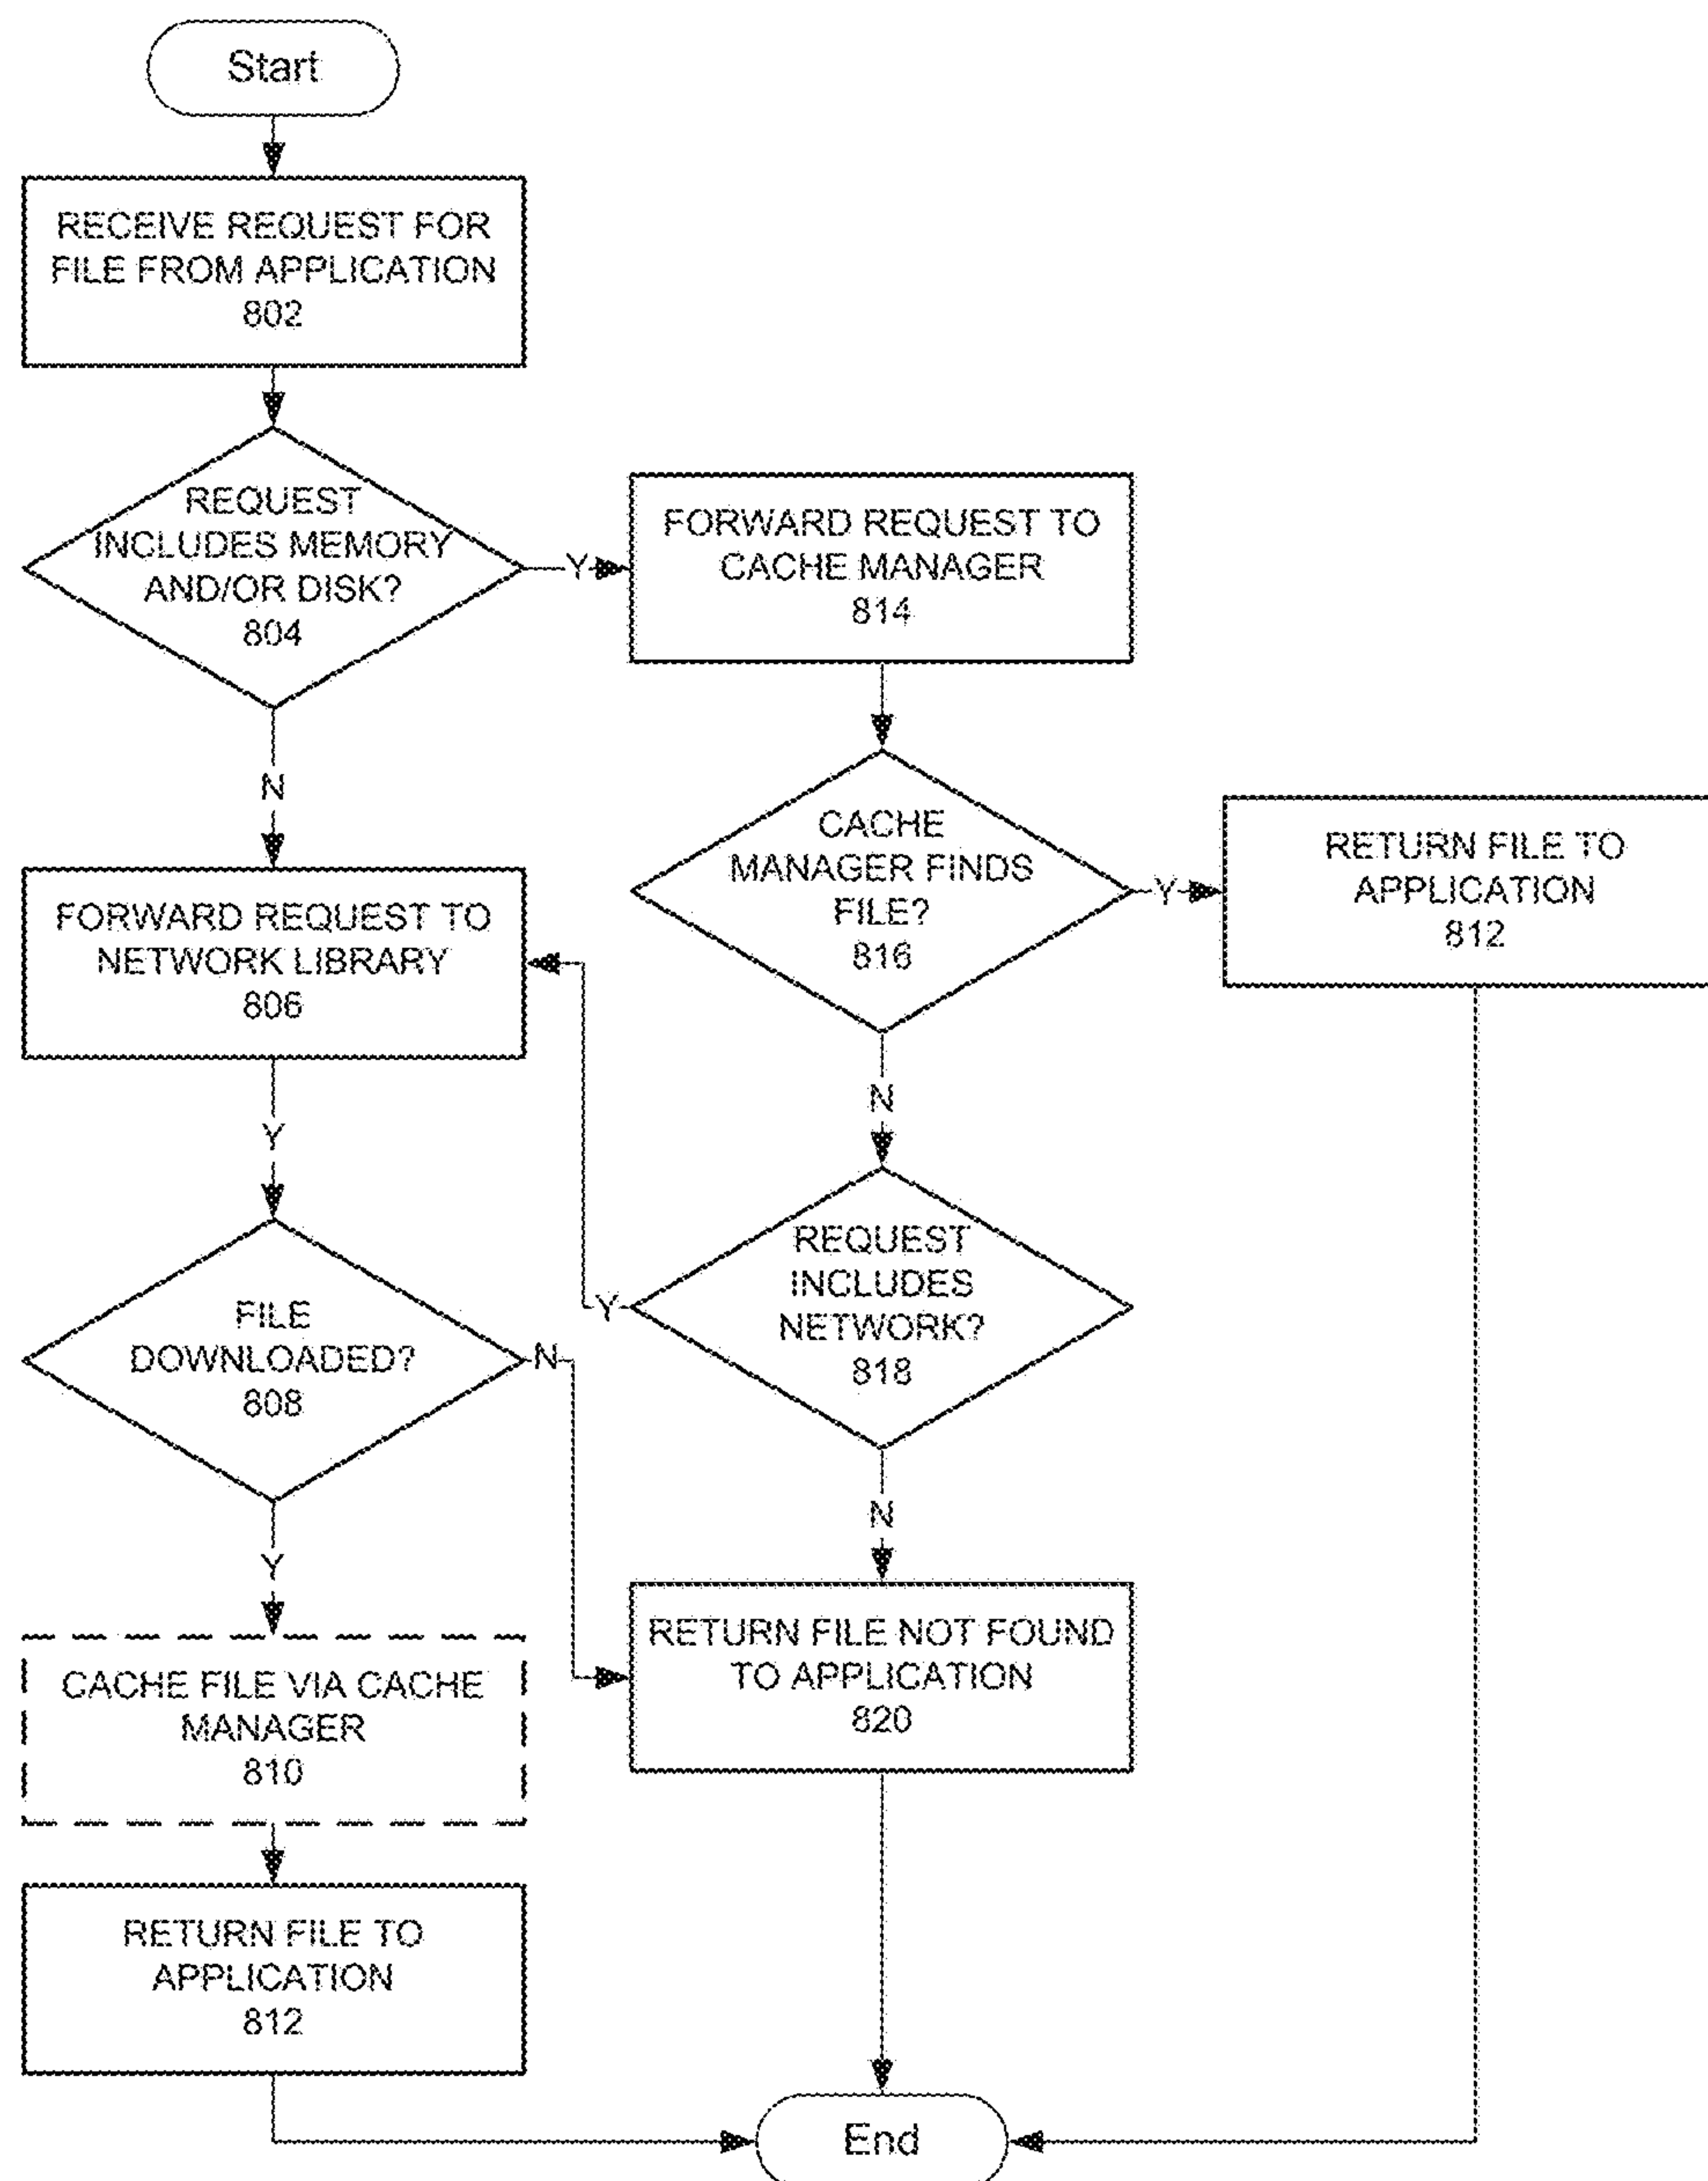 Start
RECEIVE REQUEST FOR
FILE FROM APPLICATION
802
REQUEST
INCLUDES MEMORY
AND/OR DISK?
804
Y
FORWARD REQUEST TO
CACHE MANAGER
814
N
CACHE
MANAGER FINDS
FILE?
816
Y
RETURN FILE TO
APPLICATION
812
FORWARD REQUEST TO
NETWORK LIBRARY
806
N
Y
REQUEST
INCLUDES
NETWORK?
818
Y
FILE
DOWNLOADED?
808
N
N
Y
RETURN FILE NOT FOUND
TO APPLICATION
820
CACHE FILE VIA CACHE
MANAGER
810
RETURN FILE TO
APPLICATION
812
End